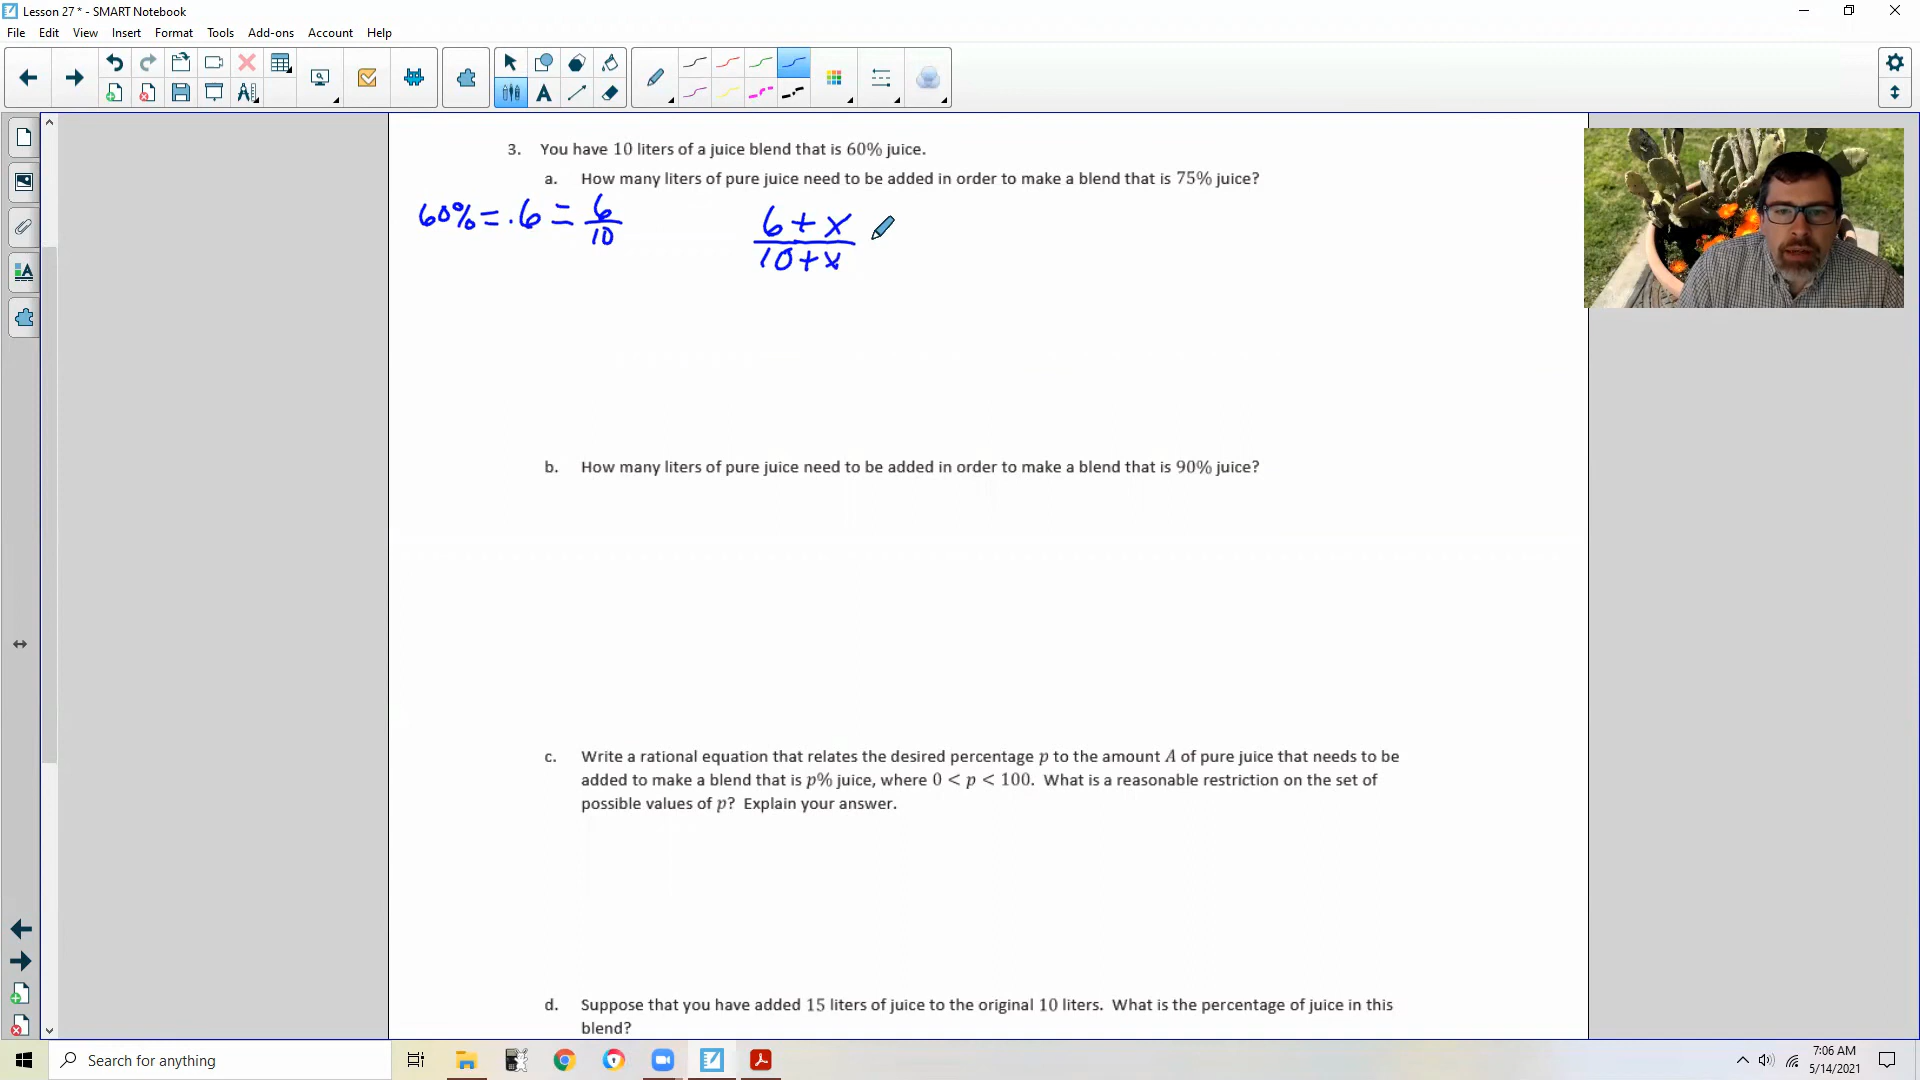 Lesson 27 * - SMART Notebook
File Edit View Insert Format Tools Add-ons Account Help
3. You have 10 liters of a juice blend that is 60% juice.
a. How many liters of pure juice need to be added in order to make a blend that is 75% juice?
60% = .6 = 6/10
6 + x / 10 + x
b. How many liters of pure juice need to be added in order to make a blend that is 90% juice?
c. Write a rational equation that relates the desired percentage p to the amount A of pure juice that needs to be
added to make a blend that is p% juice, where 0 < p < 100. What is a reasonable restriction on the set of
possible values of p? Explain your answer.
d. Suppose that you have added 15 liters of juice to the original 10 liters. What is the percentage of juice in this
blend?
Search for anything
7:06 AM
5/14/2021